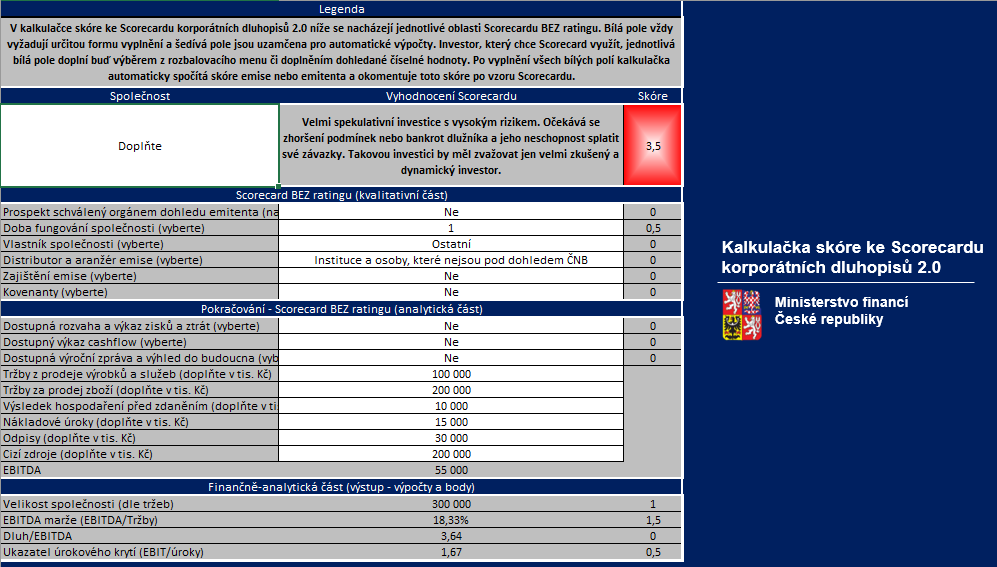 Legenda
V kalkulačce skóre ke Scorecardu korporátních dluhopisů 2.0 níže se nacházejí jednotlivé oblasti Scorecardu BEZ ratingu. Bílá pole vždy
vyžadují určitou formu vyplnění a šedivá pole jsou uzamčena pro automatické výpočty. Investor, který chce Scorecard využít, jednotlivá
bílá pole doplní buď výběrem z rozbalovacího menu či doplněním dohledané číselné hodnoty. Po vyplnění všech bílých polí kalkulačka
automaticky spočítá skóre emise nebo emitenta a okomentuje toto skóre po vzoru Scorecardu.
Společnost Vyhodnocení Scorecardu Skóre
Doplňte
Velmi spekulativní investice s vysokým rizikem. Očekává se
zhoršení podmínek nebo bankrot dlužníka a jeho neschopnost splatit
své závazky. Takovou investici by měl zvažovat jen velmi zkušený a
dynamický investor.
3,5
Scorecard BEZ ratingu (kvalitativní část)
Prospekt schválený orgánem dohledu emitenta (na Ne 0
Doba fungování společnosti (vyberte) 1 0,5
Vlastník společnosti (vyberte) Ostatní 0
Distributor a aranžér emise (vyberte) Instituce a osoby, které nejsou pod dohledem ČNB 0
Zajištění emise (vyberte) Ne 0
Kovenanty (vyberte) Ne 0
Pokračování - Scorecard BEZ ratingu (analytická část)
Dostupná rozvaha a výkaz zisků a ztrát (vyberte) Ne 0
Dostupný výkaz cashflow (vyberte) Ne 0
Dostupná výroční zpráva a výhled do budoucna (vyb Ne 0
Tržby z prodeje výrobků a služeb (doplňte v tis. Kč) 100 000
Tržby za prodej zboží (doplňte v tis. Kč) 200 000
Výsledek hospodaření před zdaněním (doplňte v ti. 10 000
Nákladové úroky (doplňte v tis. Kč) 15 000
Odpisy (doplňte v tis. Kč) 30 000
Cizí zdroje (doplňte v tis. Kč) 200 000
EBITDA 55 000
Finančně-analytická část (výstup - výpočty a body)
Velikost společnosti (dle tržeb) 300 000 1
EBITDA marže (EBITDA/Tržby) 18,33% 1,5
Dluh/EBITDA 3,64 0
Ukazatel úrokového krytí (EBIT/úroky) 1,67 0,5
Kalkulačka skóre ke Scorecardu
korporátních dluhopisů 2.0
Ministerstvo financí
České republiky